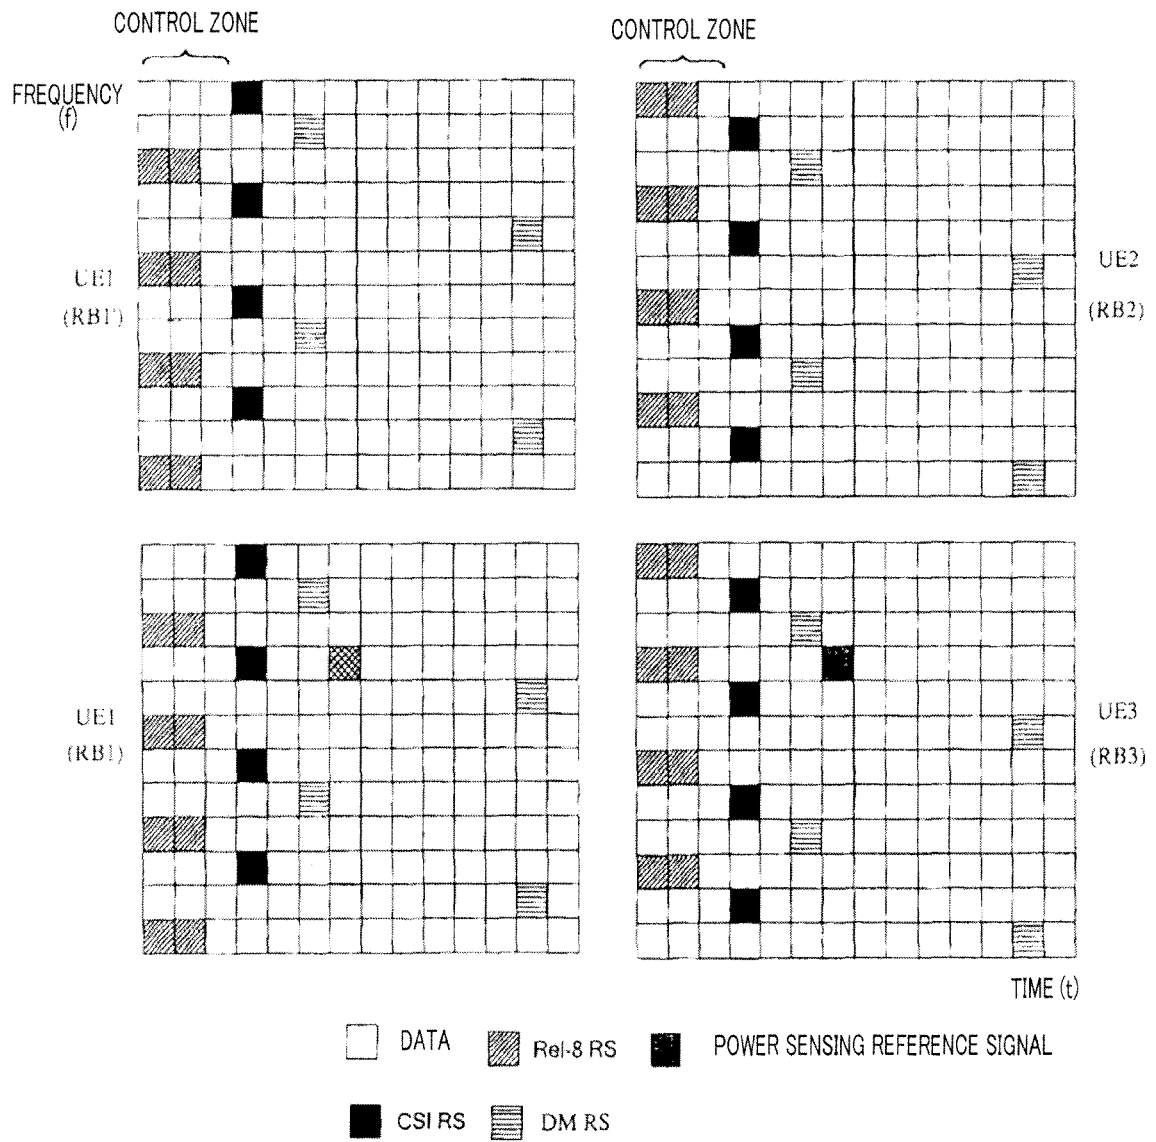 CONTROL ZONE
CONTROL ZONE
FREQUENCY
(f)
UE1
(RB1')
UE2
(RB2)
UE1
(RB1)
UE3
(RB3)
TIME (t)
DATA
Rel-8 RS
POWER SENSING REFERENCE SIGNAL
CSI RS
DM RS